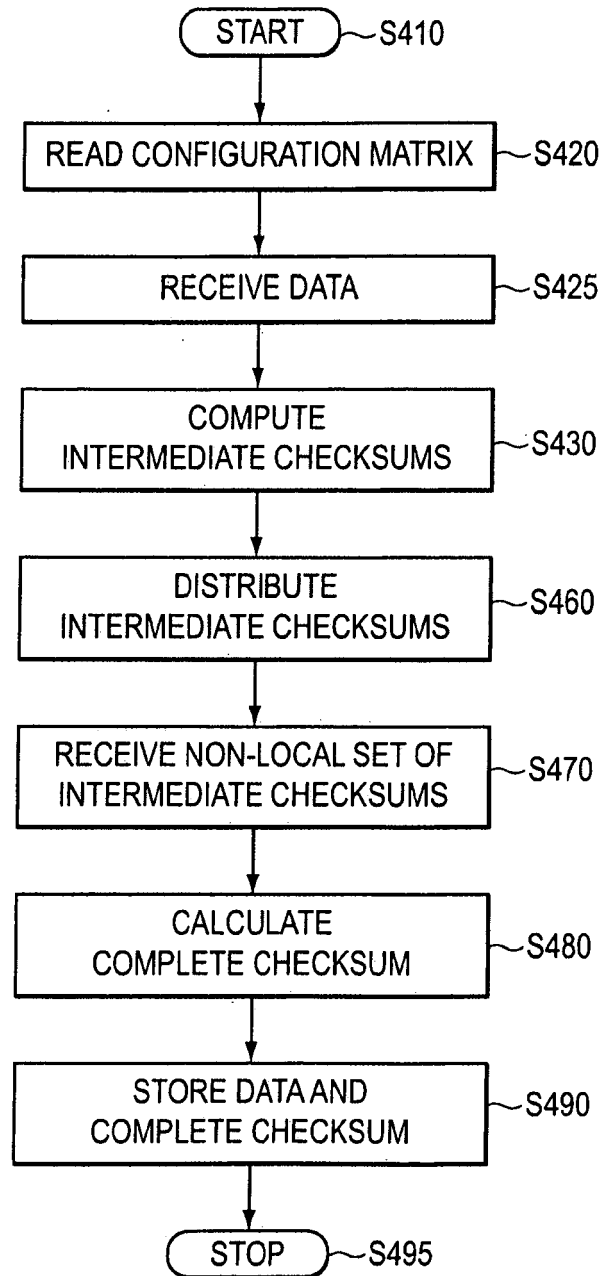 START
S410
READ CONFIGURATION MATRIX
S420
RECEIVE DATA
S425
COMPUTE
INTERMEDIATE CHECKSUMS
S430
DISTRIBUTE
INTERMEDIATE CHECKSUMS
S460
RECEIVE NON-LOCAL SET OF
INTERMEDIATE CHECKSUMS
S470
CALCULATE
COMPLETE CHECKSUM
S480
STORE DATA AND
COMPLETE CHECKSUM
S490
STOP
S495